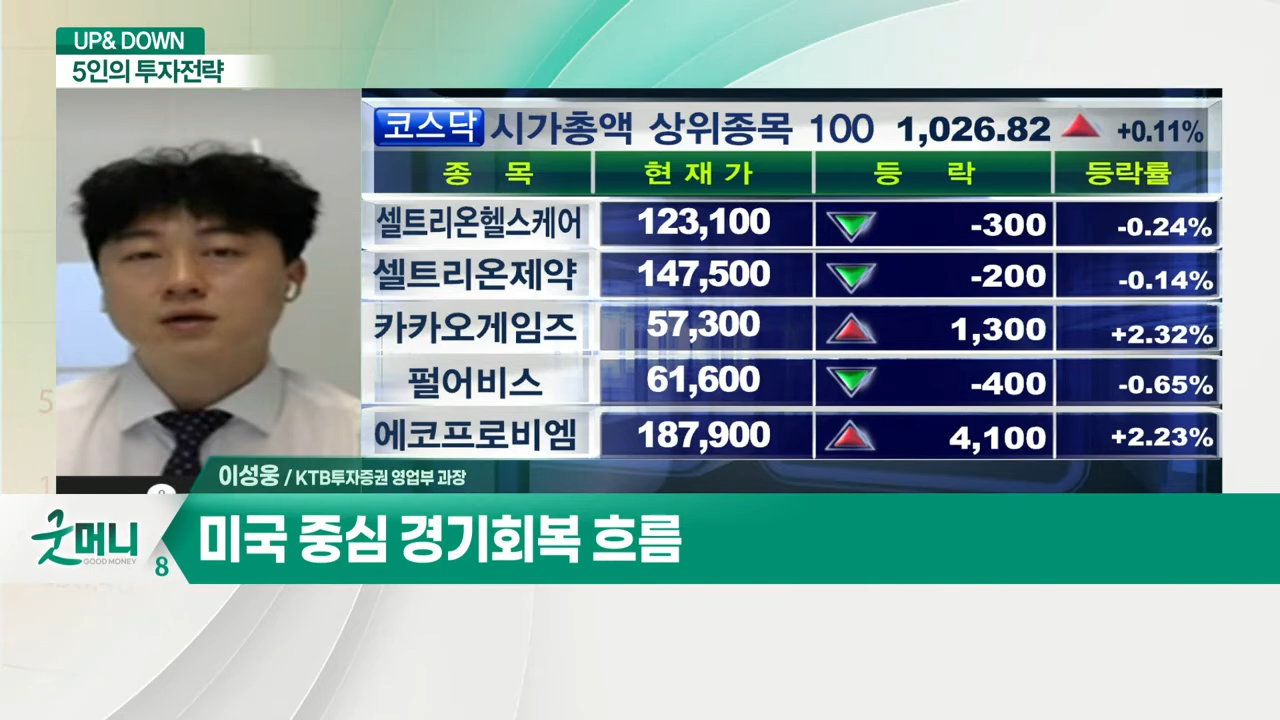 UP& DOWN
5인의 투자전략
코스닥 시가총액 상위종목 100 1,026.82 +0.11%
종 목 현 재 가 등 락 등락률
셀트리온헬스케어 123,100 -300 -0.24%
셀트리온제약 147,500 -200 -0.14%
카카오게임즈 57,300 1,300 +2.32%
펄어비스 61,600 -400 -0.65%
에코프로비엠 187,900 4,100 +2.23%
이성웅 / KTB투자증권 영업부 과장
굿머니
GOOD MONEY
8
미국 중심 경기회복 흐름